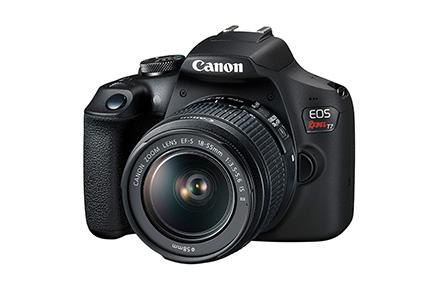 Canon
EOS
REBEL T7
CANON ZOOM LENS EF-S 18-55mm 1:3.5-5.6 IS II
ø58mm